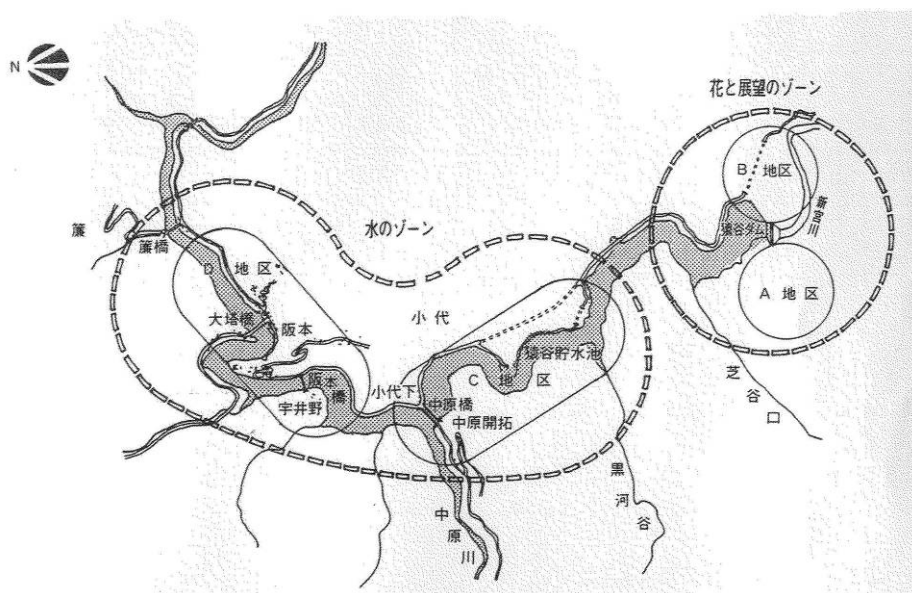 N
花と展望のゾーン
B 地区
新宮川
猿谷ダム
A 地区
水のゾーン
簾
簾橋
D 地区
大塔橋
阪本
小代
猿谷貯水池
C 地区
阪本橋
宇井野
小代下
中原橋
中原開拓
芝谷口
黒河谷
中原川